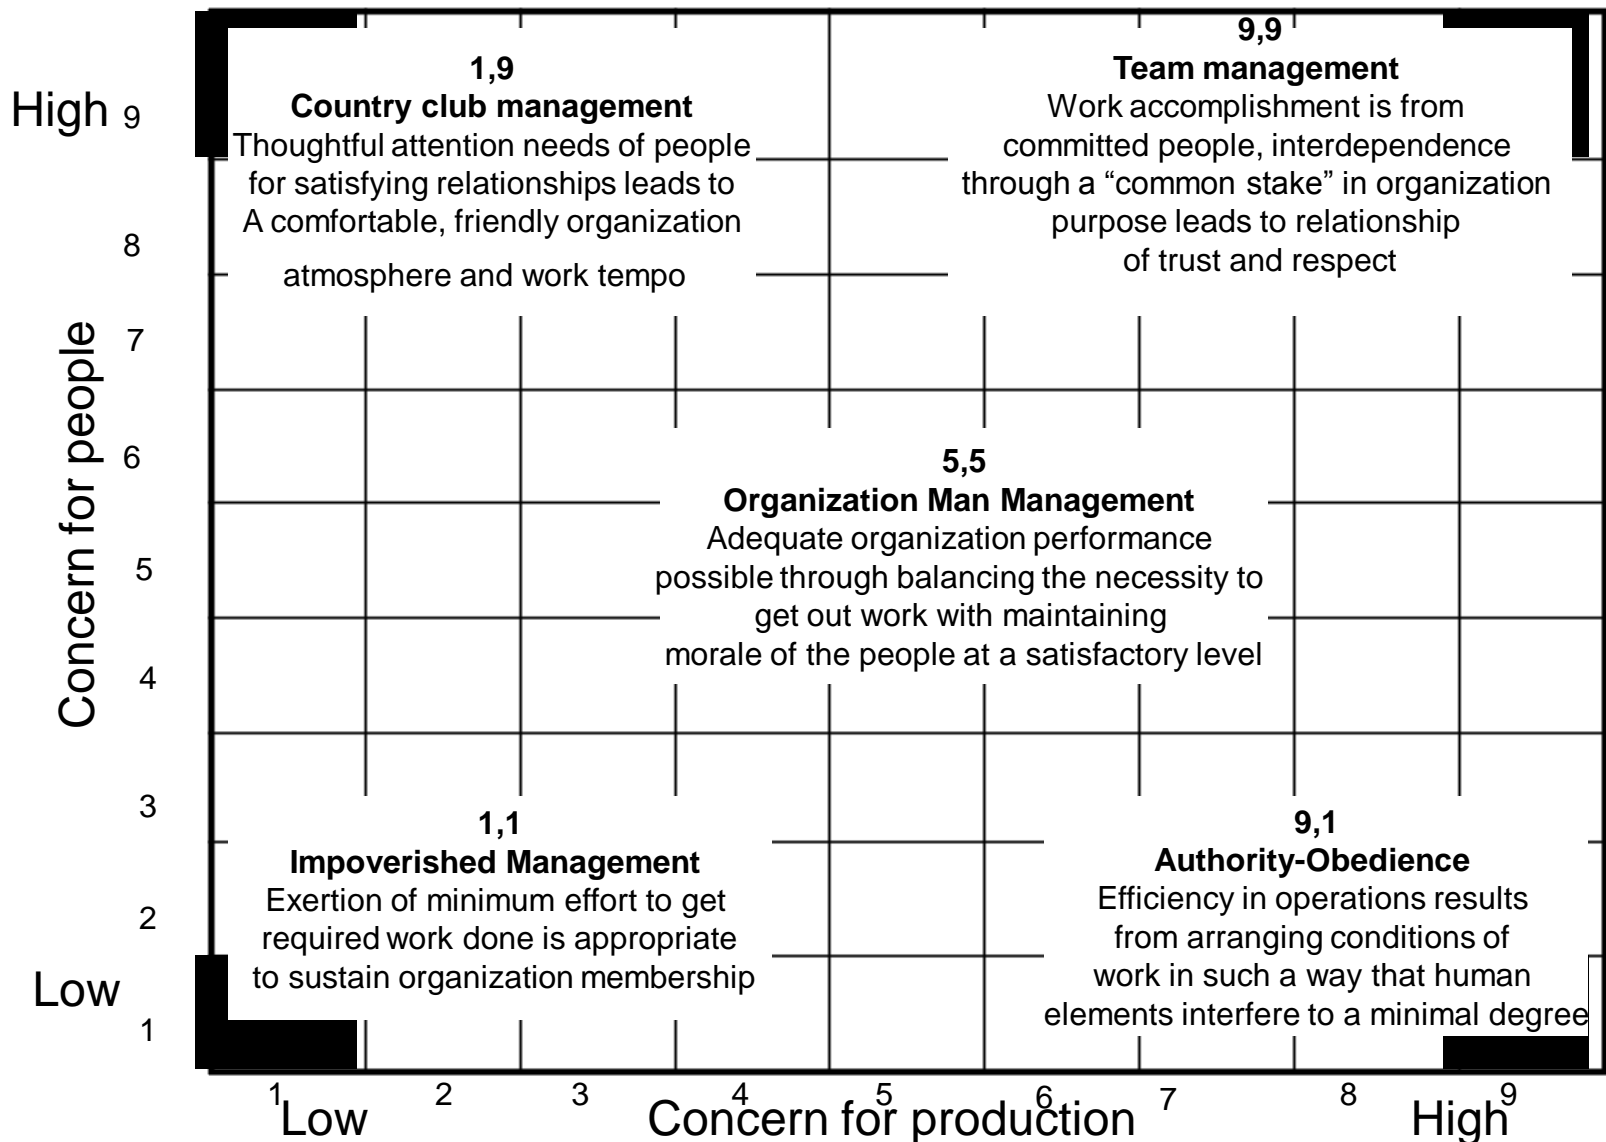 1,9
Country club management
Thoughtful attention needs of people
for satisfying relationships leads to
A comfortable, friendly organization
atmosphere and work tempo
9,9
Team management
Work accomplishment is from
committed people, interdependence
through a “common stake” in organization
purpose leads to relationship
of trust and respect
5,5
Organization Man Management
Adequate organization performance
possible through balancing the necessity to
get out work with maintaining
morale of the people at a satisfactory level
1,1
Impoverished Management
Exertion of minimum effort to get
required work done is appropriate
to sustain organization membership
9,1
Authority-Obedience
Efficiency in operations results
from arranging conditions of
work in such a way that human
elements interfere to a minimal degree
Concern for people
High
9
8
7
6
5
4
3
2
Low
1
1
2
3
4
5
6
7
8
9
Low
Concern for production
High